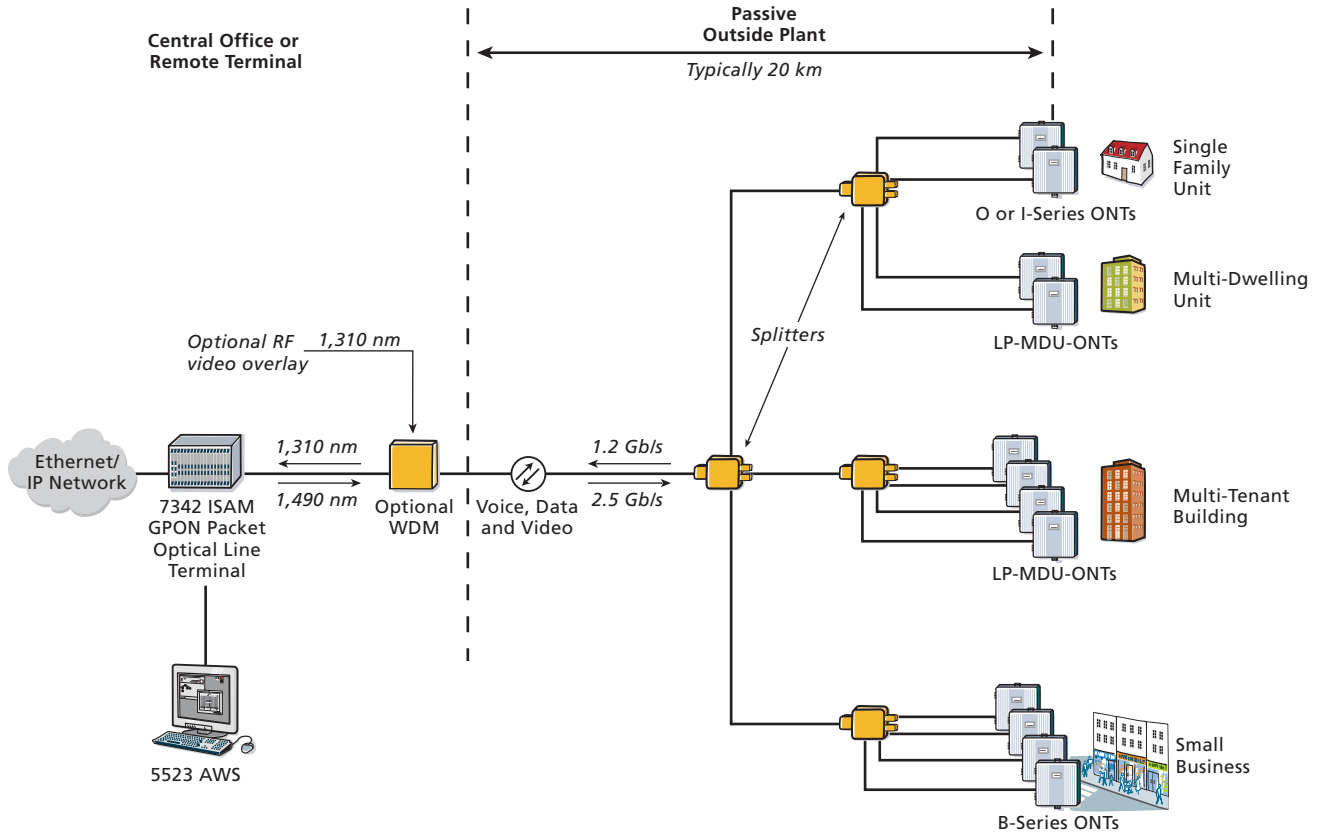 Central Office or
Remote Terminal
Passive
Outside Plant
Typically 20 km
Single
Family
Unit
O or I-Series ONTs
Multi-Dwelling
Unit
LP-MDU-ONTs
Optional RF
video overlay
1,310 nm
Splitters
Ethernet/
IP Network
1,310 nm
1,490 nm
7342 ISAM
GPON Packet
Optical Line
Terminal
Optional
WDM
Voice, Data
and Video
1.2 Gb/s
2.5 Gb/s
Multi-Tenant
Building
LP-MDU-ONTs
5523 AWS
Small
Business
B-Series ONTs